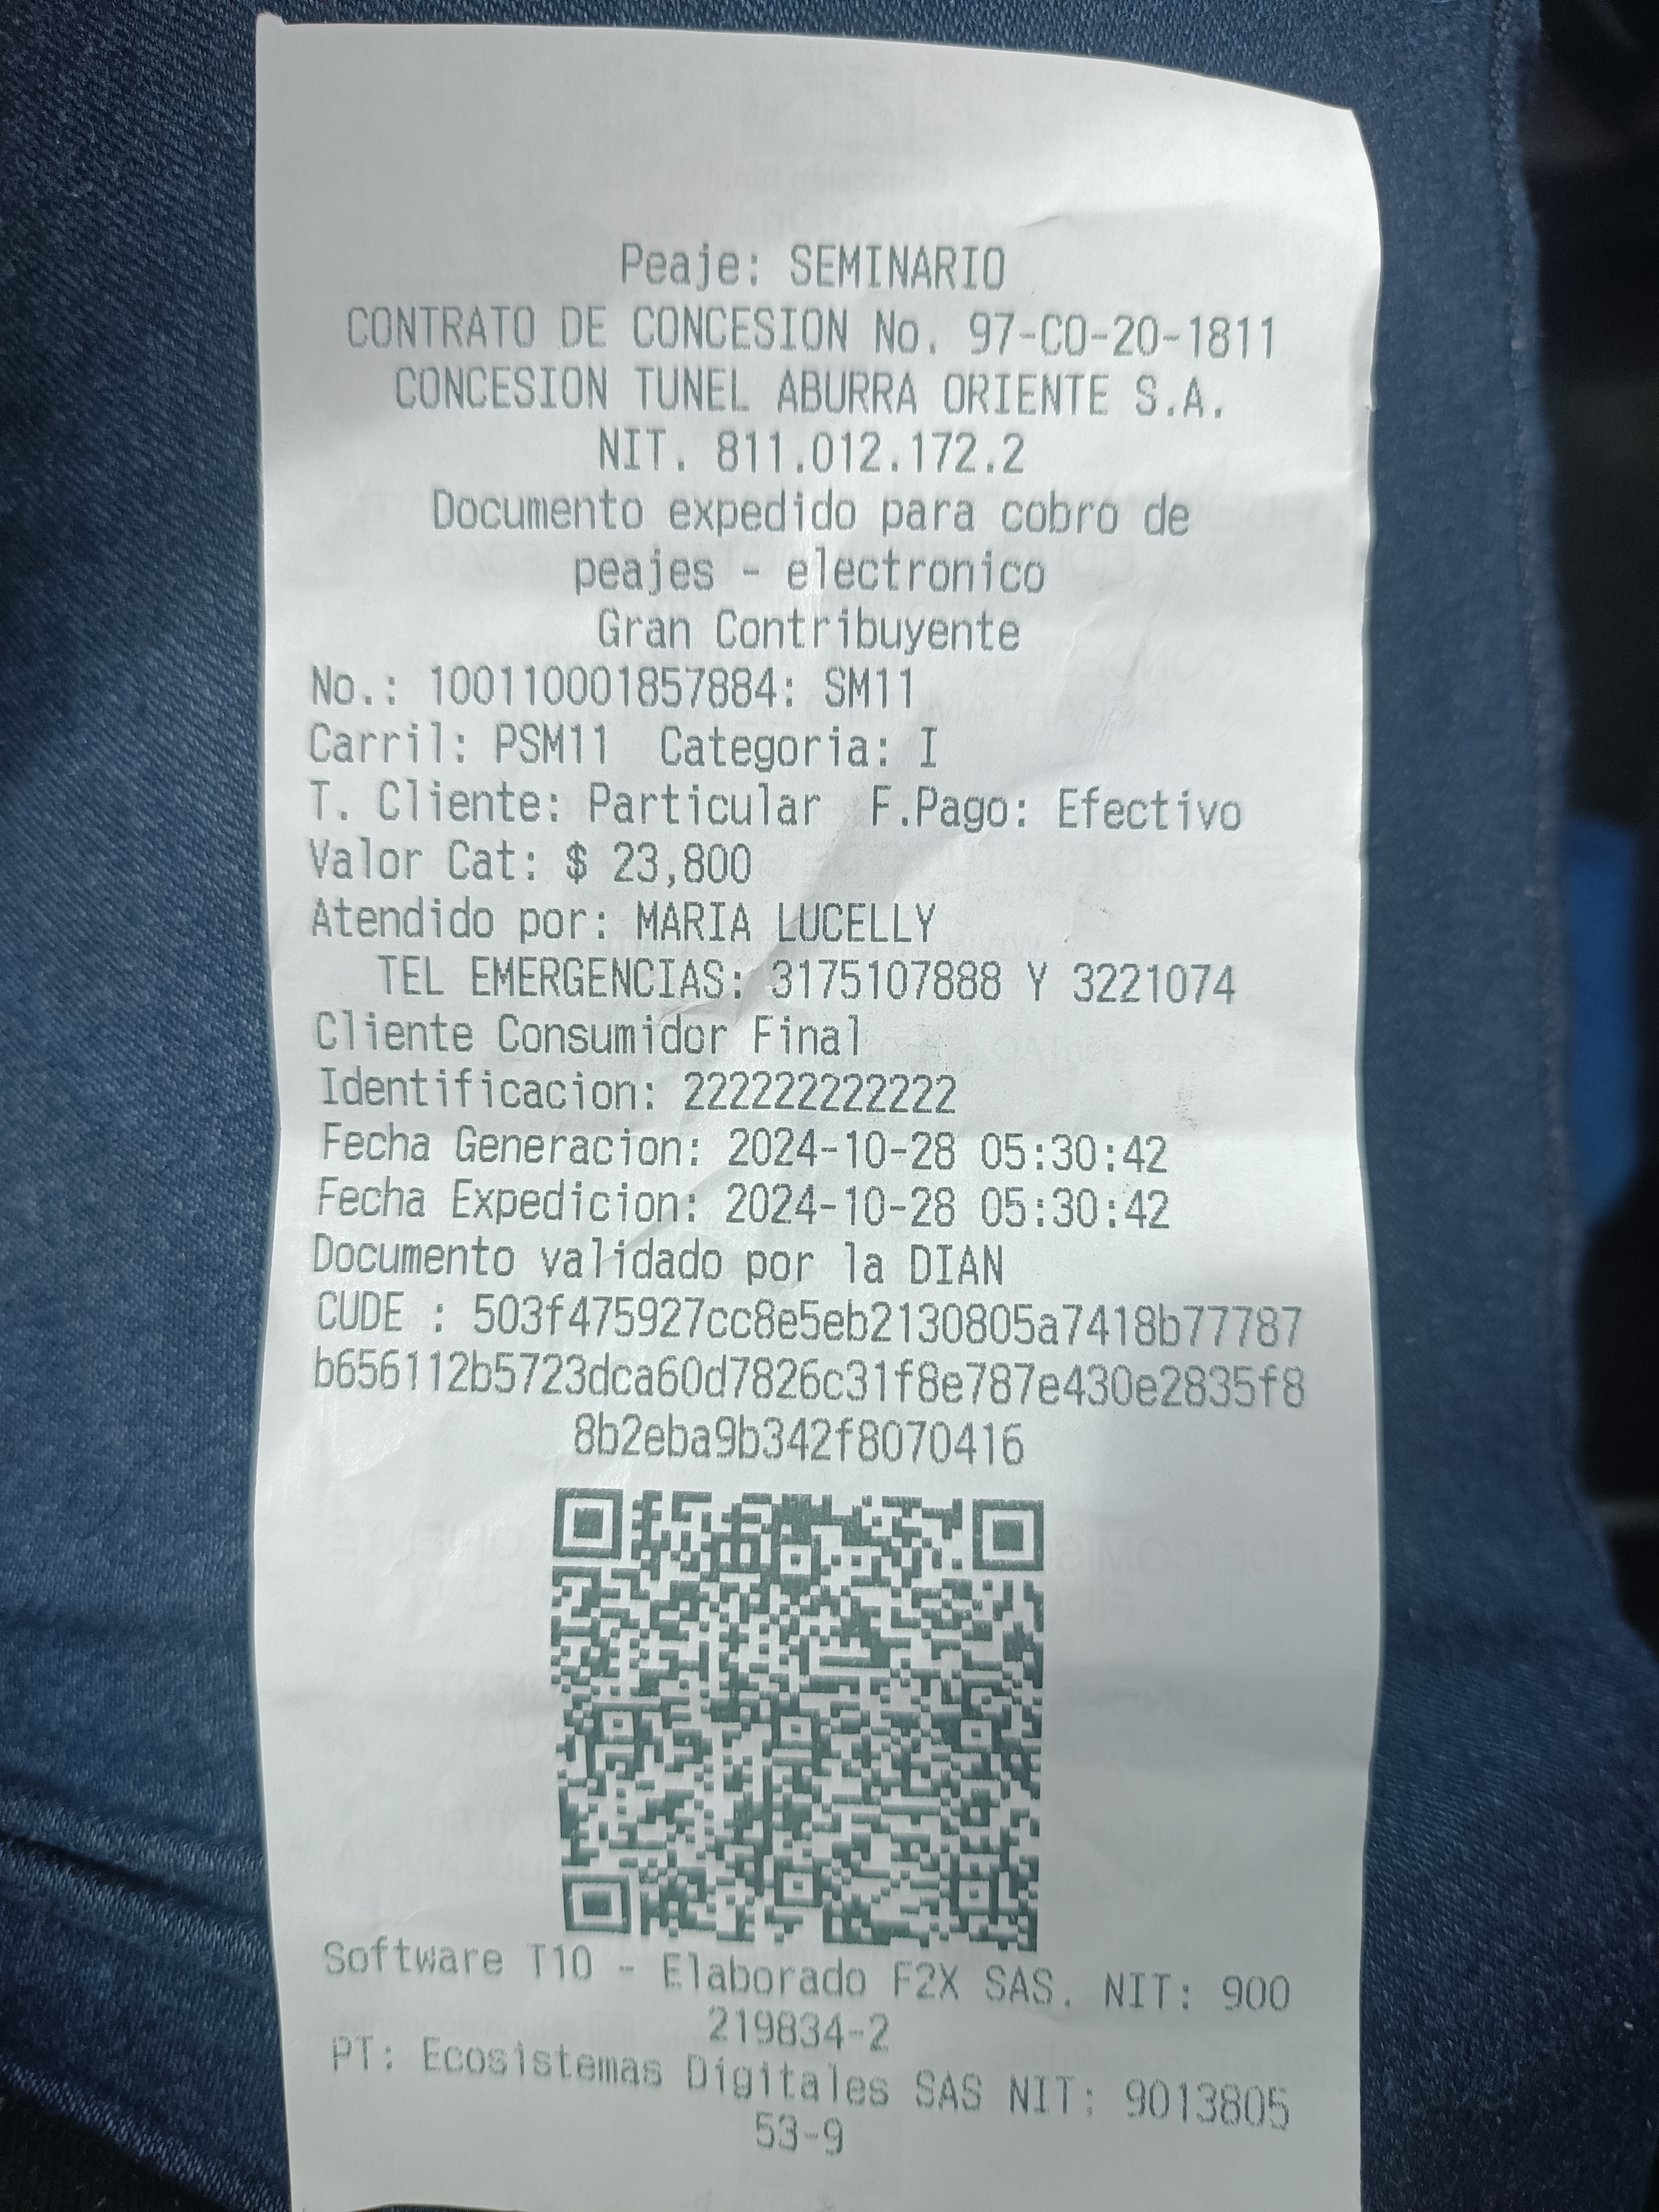 Peaje: SEMINARIO
CONTRATO DE CONCESION No. 97-CO-20-1811
CONCESION TUNEL ABURRA ORIENTE S.A.
NIT. 811.012.172.2
Documento expedido para cobro de
peajes - electronico
Gran Contribuyente
No.: 100110001857884: SM11
Carril: PSM11 Categoria: I
T. Cliente: Particular F.Pago: Efectivo
Valor Cat: $ 23,800
Atendido por: MARIA LUCELLY
TEL EMERGENCIAS: 3175107888 Y 3221074
Cliente Consumidor Final
Identificacion: 222222222222
Fecha Generacion: 2024-10-28 05:30:42
Fecha Expedicion: 2024-10-28 05:30:42
Documento validado por la DIAN
CUDE : 503f475927cc8e5eb2130805a7418b77787
b656112b5723dca60d7826c31f8e787e430e2835f8
8b2eba9b342f8070416
Software T10 - Elaborado F2X SAS. NIT: 900
219834-2
PT: Ecosistemas Digitales SAS NIT: 9013805
53-9